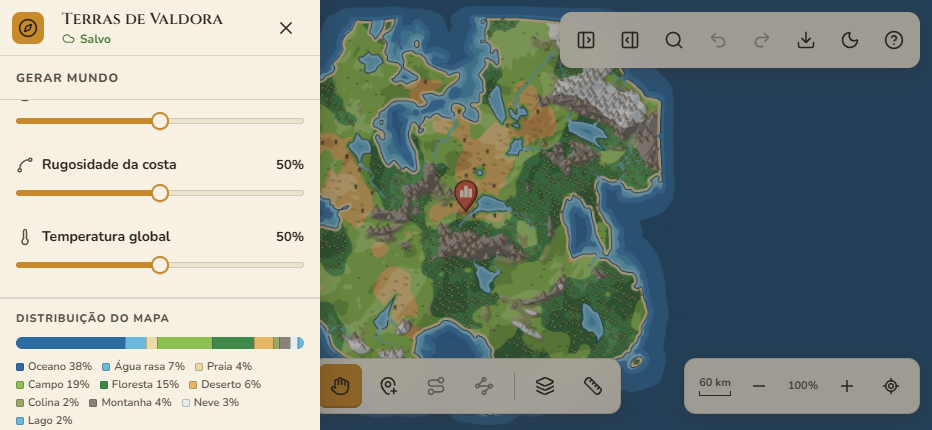 TERRAS DE VALDORA
Salvo
GERAR MUNDO
Rugosidade da costa 50%
Temperatura global 50%
DISTRIBUIÇÃO DO MAPA
Oceano 38% Água rasa 7% Praia 4%
Campo 19% Floresta 15% Deserto 6%
Colina 2% Montanha 4% Neve 3%
Lago 2%
60 km
100%